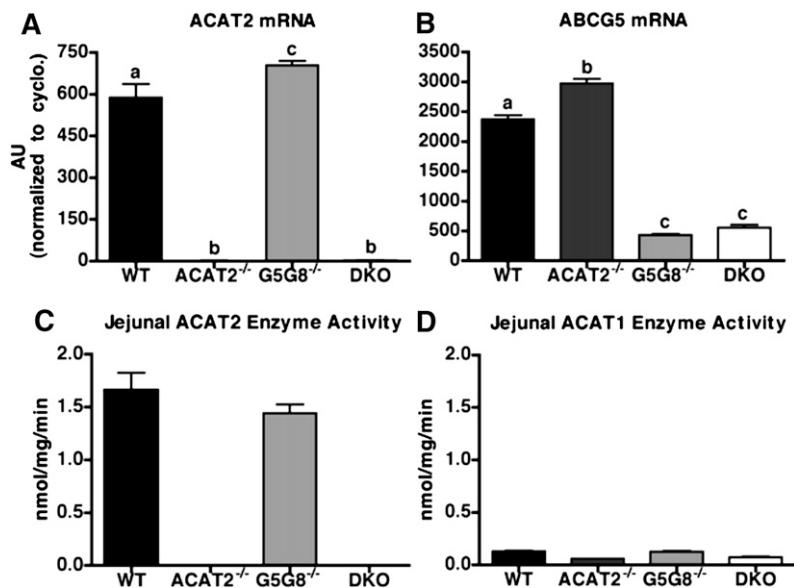 A
ACAT2 mRNA
AU
(normalized to cyclo.)
750
600
450
300
150
0
a
b
c
b
WT
ACAT2-/-
G5G8-/-
DKO
B
ABCG5 mRNA
3500
3000
2500
2000
1500
1000
500
0
a
b
c
c
WT
ACAT2-/-
G5G8-/-
DKO
C
Jejunal ACAT2 Enzyme Activity
nmol/mg/min
2.0
1.5
1.0
0.5
0.0
WT
ACAT2-/-
G5G8-/-
DKO
D
Jejunal ACAT1 Enzyme Activity
nmol/mg/min
2.0
1.5
1.0
0.5
0.0
WT
ACAT2-/-
G5G8-/-
DKO